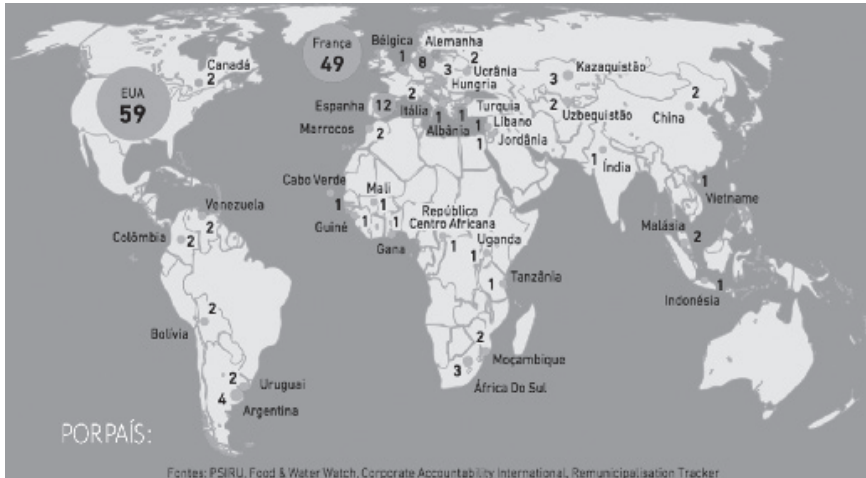 Canadá
2
EUA
59
França
49
Bélgica
1
Alemanha
8
2
Ucrânia
3
Hungria
Kazaquistão
3
2
Uzbequistão
2
China
Espanha 12
2
Itália
1
Albânia
1
Turquia
1
Líbano
Jordânia
1
Marrocos
2
Índia
1
1
Vietname
Malásia
2
1
Indonésia
Cabo Verde
1
Mali
1
Guiné
1
Gana
1
República
Centro Africana
1
Uganda
1
1
Tanzânia
2
Moçambique
3
África Do Sul
Venezuela
2
Colômbia
2
2
Bolívia
2
Uruguai
4
Argentina
POR PAÍS:
Fontes: PSIRU, Food & Water Watch, Corporate Accountability International, Remunicipalisation Tracker